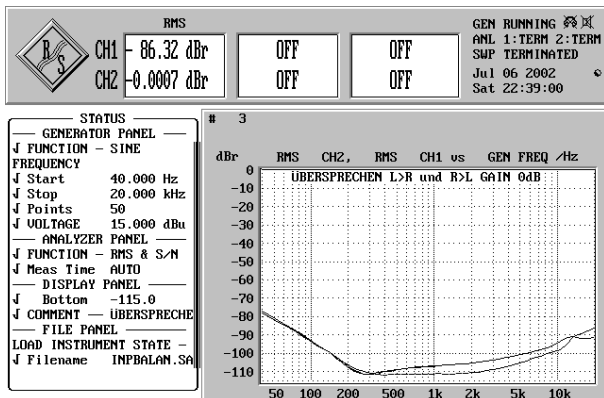 RMS
R S
CH1 - 86.32 dBr OFF OFF
CH2 -0.0007 dBr OFF OFF
GEN RUNNING
ANL 1:TERM 2:TERM
SWP TERMINATED
Jul 06 2002
Sat 22:39:00
STATUS
GENERATOR PANEL
FUNCTION - SINE
FREQUENCY
Start 40.000 Hz
Stop 20.000 kHz
Points 50
VOLTAGE 15.000 dBu
ANALYZER PANEL
FUNCTION - RMS & S/N
Meas Time AUTO
DISPLAY PANEL
Bottom -115.0
COMMENT - ÜBERSPRECHE
FILE PANEL
LOAD INSTRUMENT STATE -
Filename INPBALAN.SA
# 3
dBr RMS CH2, RMS CH1 vs GEN FREQ /Hz
ÜBERSPRECHEN L>R und R>L GAIN 0dB
0
-10
-20
-30
-40
-50
-60
-70
-80
-90
-100
-110
50 100 200 500 1k 2k 5k 10k